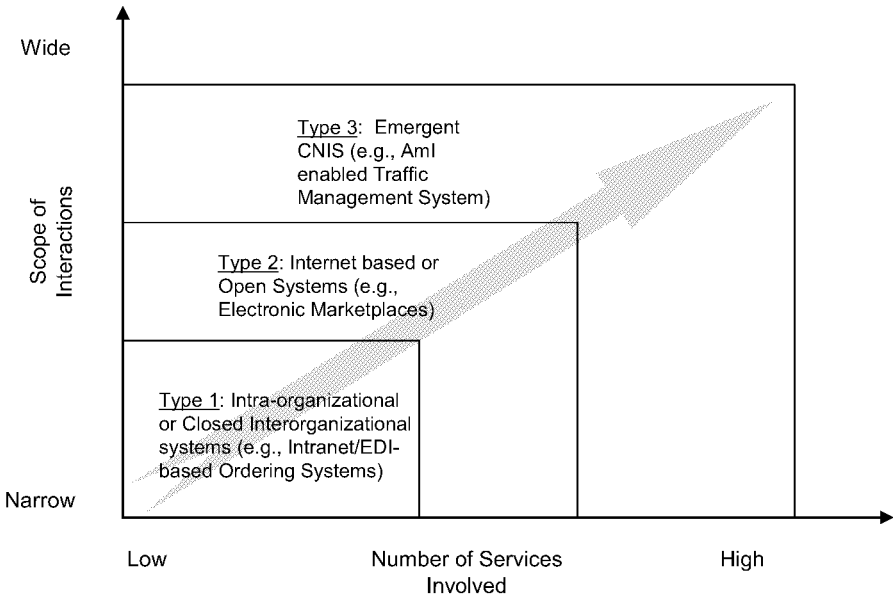 Wide
Type 3: Emergent
CNIS (e.g., AmI
enabled Traffic
Management System)
Scope of
Interactions
Type 2: Internet based or
Open Systems (e.g.,
Electronic Marketplaces)
Type 1: Intra-organizational
or Closed Interorganizational
systems (e.g., Intranet/EDI-
based Ordering Systems)
Narrow
Low
Number of Services
Involved
High